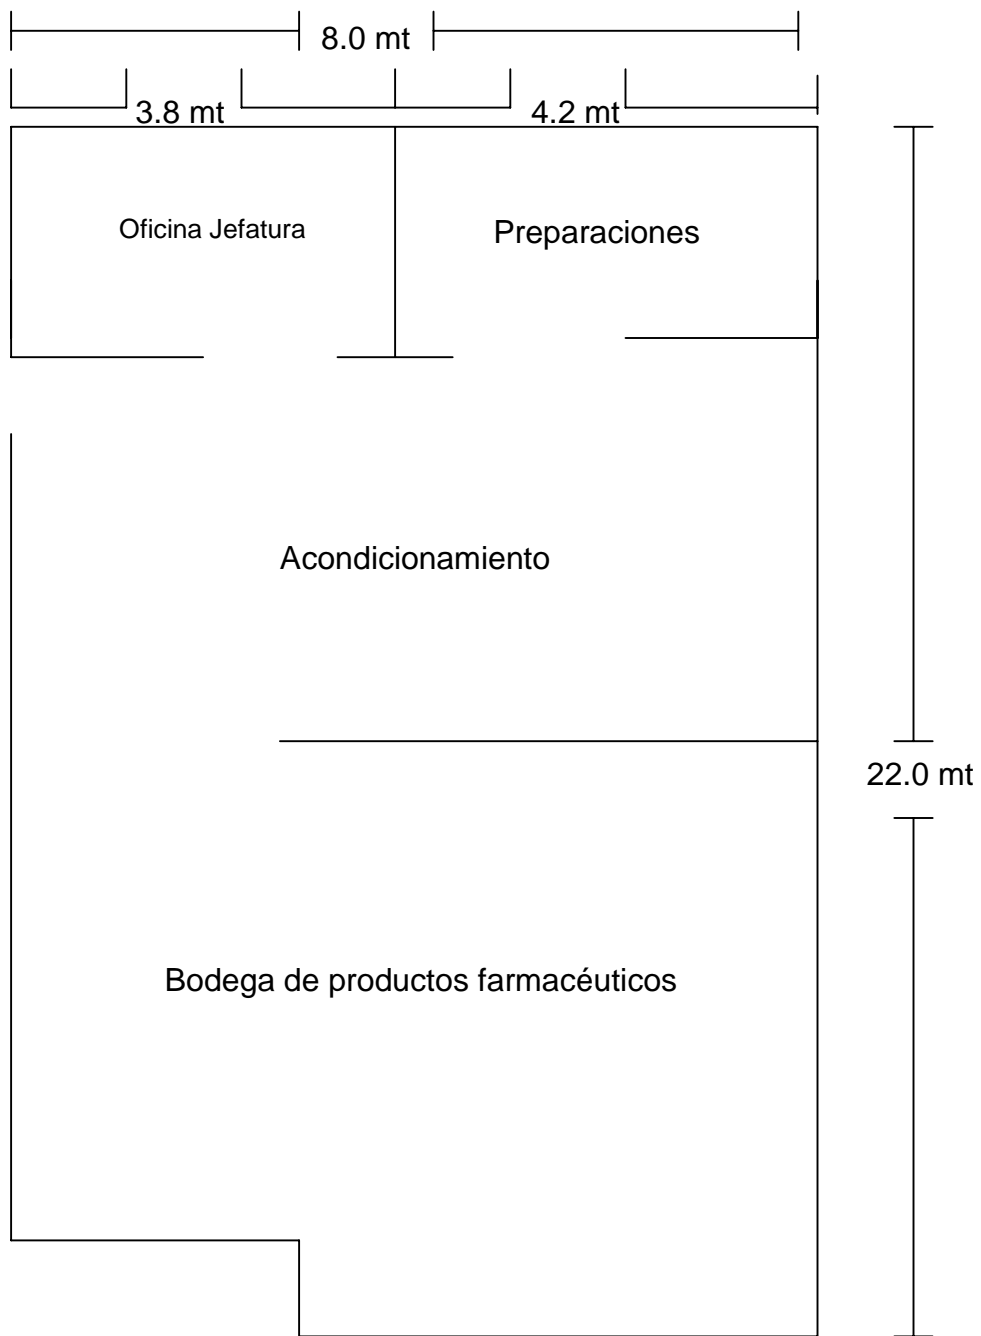 8.0 mt
3.8 mt
4.2 mt
Oficina Jefatura
Preparaciones
Acondicionamiento
22.0 mt
Bodega de productos farmacéuticos